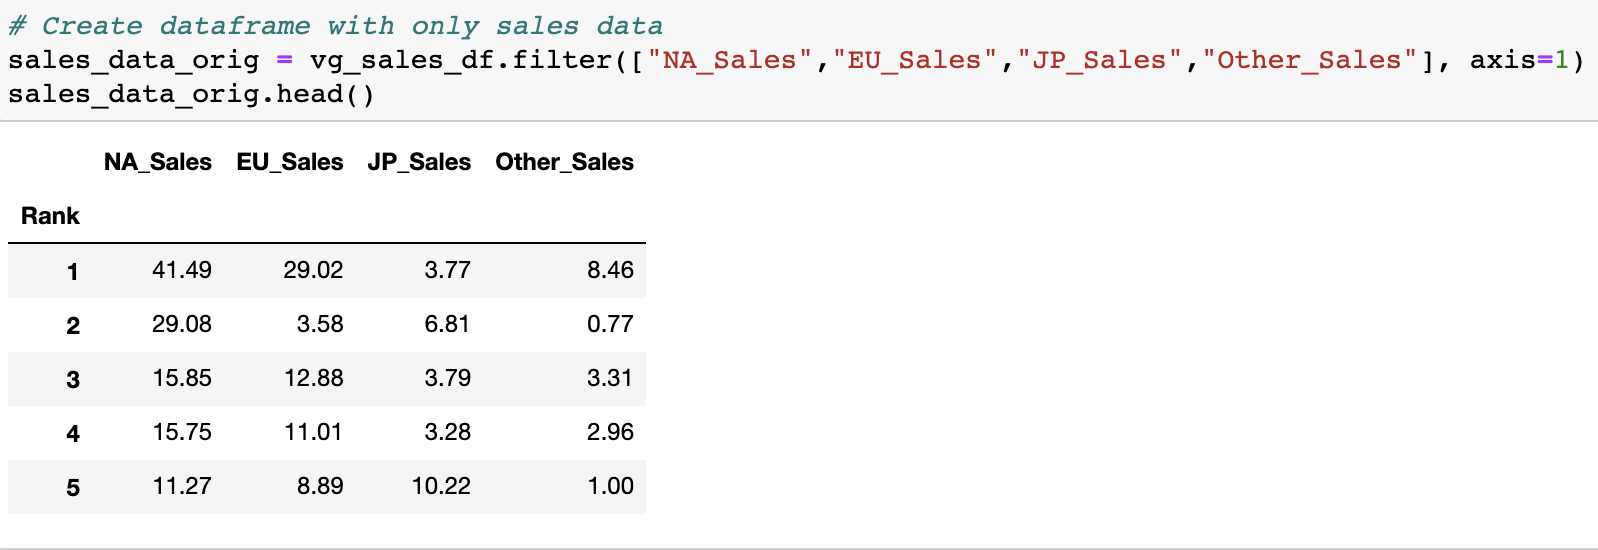 # Create dataframe with only sales data
sales_data_orig = vg_sales_df.filter(["NA_Sales","EU_Sales","JP_Sales","Other_Sales"], axis=1)
sales_data_orig.head()
NA_Sales EU_Sales JP_Sales Other_Sales
Rank
1 41.49 29.02 3.77 8.46
2 29.08 3.58 6.81 0.77
3 15.85 12.88 3.79 3.31
4 15.75 11.01 3.28 2.96
5 11.27 8.89 10.22 1.00